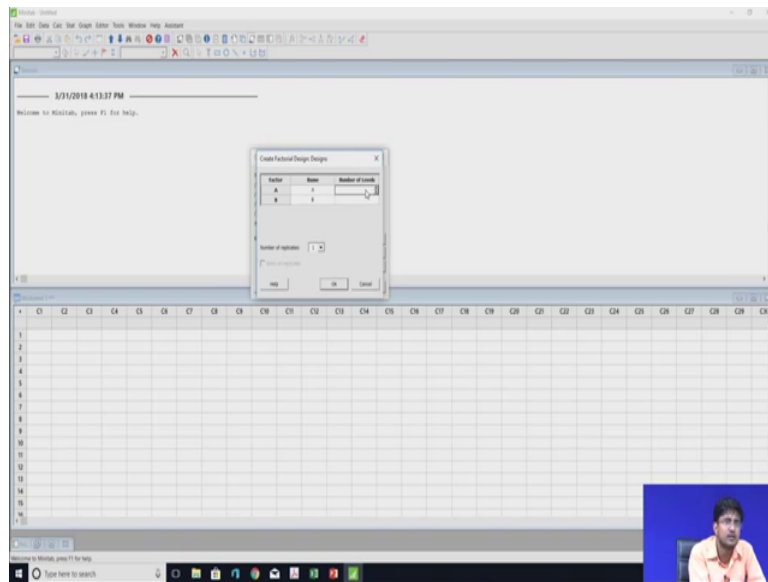 Minitab - Untitled
File Edit Data Calc Stat Graph Editor Tools Window Help Assistant
Session
3/31/2018 4:13:37 PM
Welcome to Minitab, press F1 for help.
Create Factorial Design: Designs X
Factor Name Number of Levels
A A
B B
Number of replicates: 1
Block on replicates
Help OK Cancel
C1 C2 C3 C4 C5 C6 C7 C8 C9 C10 C11 C12 C13 C14 C15 C16 C17 C18 C19 C20 C21 C22 C23 C24 C25 C26 C27 C28 C29
1
2
3
4
5
6
7
8
9
10
11
12
13
14
15
Welcome to Minitab, press F1 for help.
Type here to search